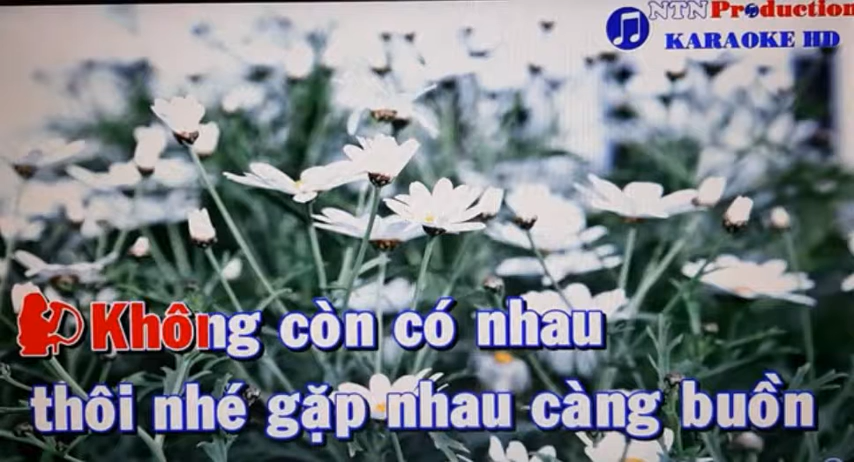 NTN Production
KARAOKE HD
Không còn có nhau
thôi nhé gặp nhau càng buồn